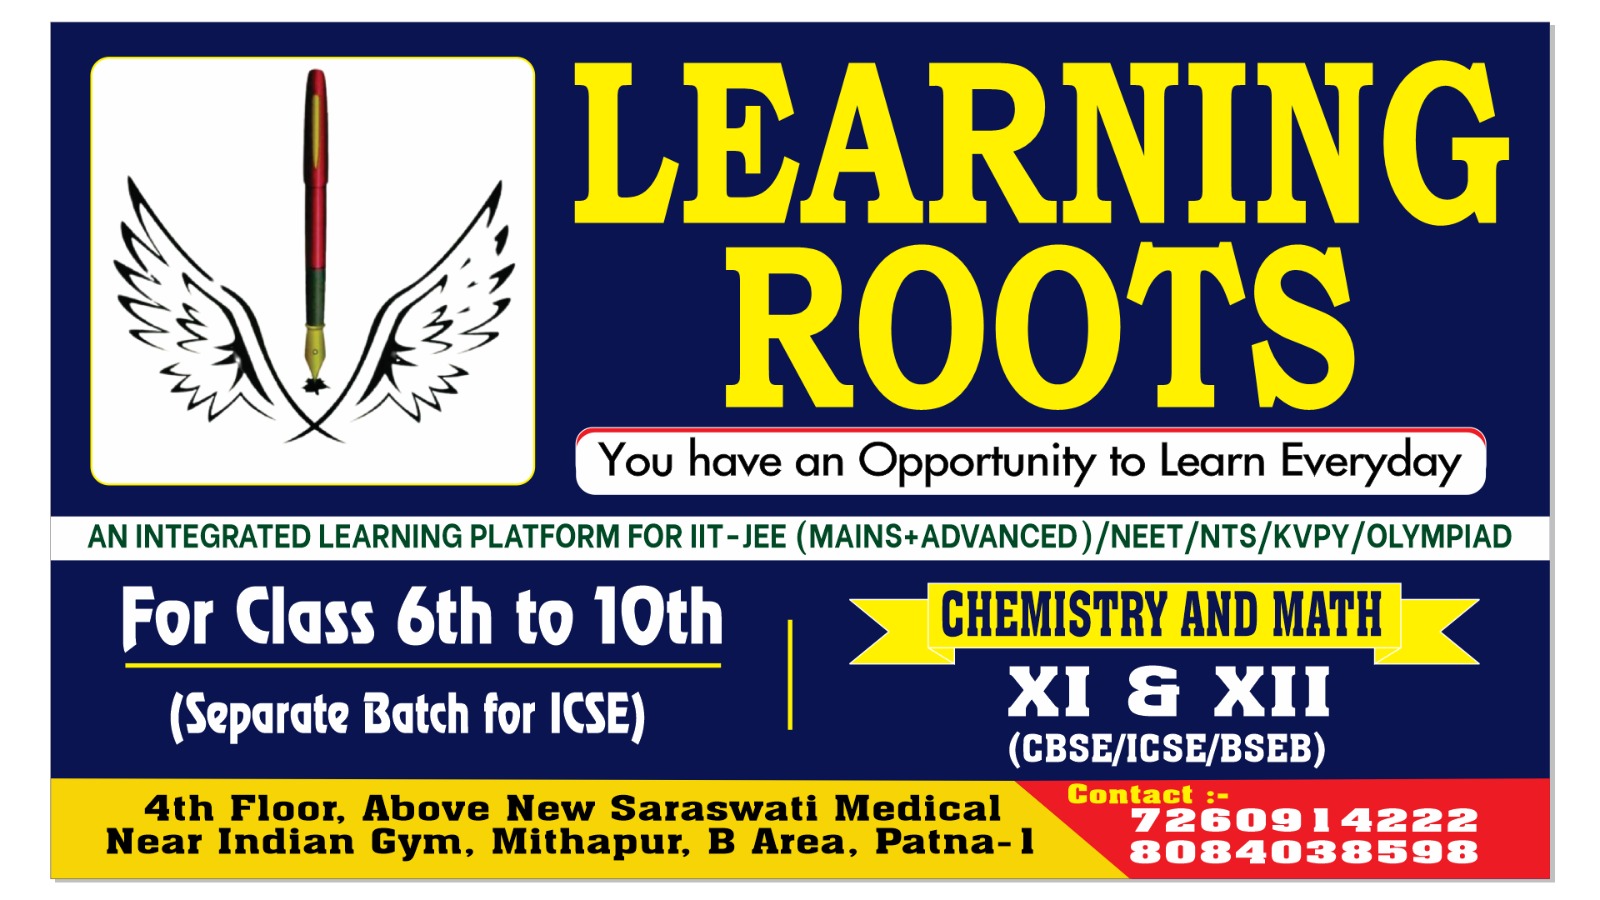 LEARNING
ROOTS
You have an Opportunity to Learn Everyday
AN INTEGRATED LEARNING PLATFORM FOR IIT-JEE (MAINS+ADVANCED)/NEET/NTS/KVPY/OLYMPIAD
For Class 6th to 10th
(Separate Batch for ICSE)
CHEMISTRY AND MATH
XI & XII
(CBSE/ICSE/BSEB)
4th Floor, Above New Saraswati Medical
Near Indian Gym, Mithapur, B Area, Patna-1
Contact :-
7260914222
8084038598